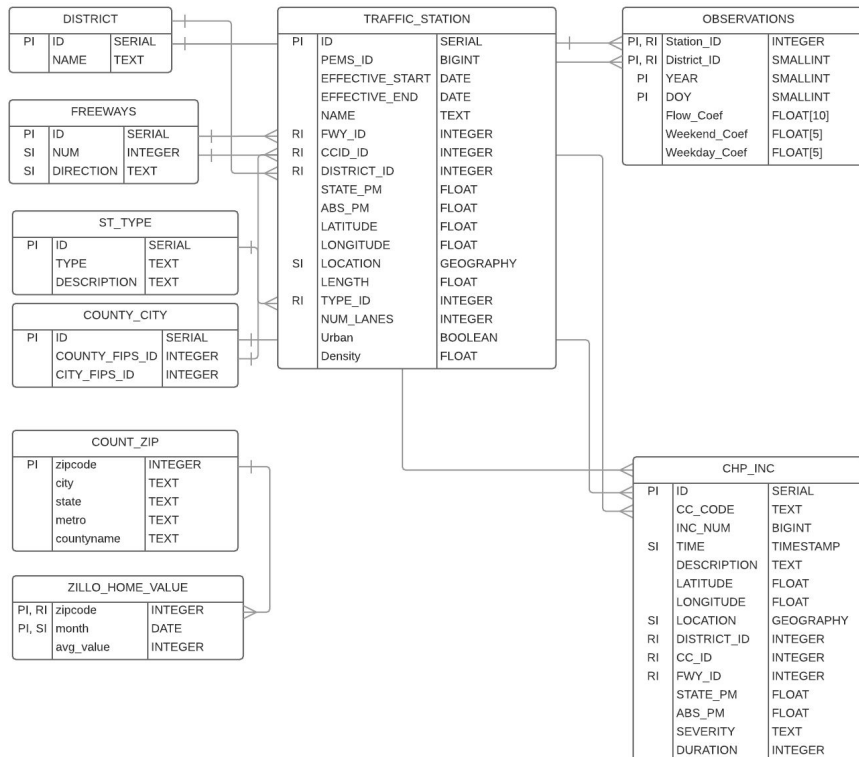 DISTRICT
PI ID SERIAL
NAME TEXT
FREEWAYS
PI ID SERIAL
SI NUM INTEGER
SI DIRECTION TEXT
ST_TYPE
PI ID SERIAL
TYPE TEXT
DESCRIPTION TEXT
COUNTY_CITY
PI ID SERIAL
COUNTY_FIPS_ID INTEGER
CITY_FIPS_ID INTEGER
COUNT_ZIP
PI zipcode INTEGER
city TEXT
state TEXT
metro TEXT
countyname TEXT
ZILLO_HOME_VALUE
PI, RI zipcode INTEGER
PI, SI month DATE
avg_value INTEGER
TRAFFIC_STATION
PI ID SERIAL
PEMS_ID BIGINT
EFFECTIVE_START DATE
EFFECTIVE_END DATE
NAME TEXT
RI FWY_ID INTEGER
RI CCID_ID INTEGER
RI DISTRICT_ID INTEGER
STATE_PM FLOAT
ABS_PM FLOAT
LATITUDE FLOAT
LONGITUDE FLOAT
SI LOCATION GEOGRAPHY
LENGTH FLOAT
RI TYPE_ID INTEGER
NUM_LANES INTEGER
Urban BOOLEAN
Density FLOAT
OBSERVATIONS
PI, RI Station_ID INTEGER
PI, RI District_ID SMALLINT
PI YEAR SMALLINT
PI DOY SMALLINT
Flow_Coef FLOAT[10]
Weekend_Coef FLOAT[5]
Weekday_Coef FLOAT[5]
CHP_INC
PI ID SERIAL
CC_CODE TEXT
INC_NUM BIGINT
SI TIME TIMESTAMP
DESCRIPTION TEXT
LATITUDE FLOAT
LONGITUDE FLOAT
SI LOCATION GEOGRAPHY
RI DISTRICT_ID INTEGER
RI CC_ID INTEGER
RI FWY_ID INTEGER
STATE_PM FLOAT
ABS_PM FLOAT
SEVERITY TEXT
DURATION INTEGER